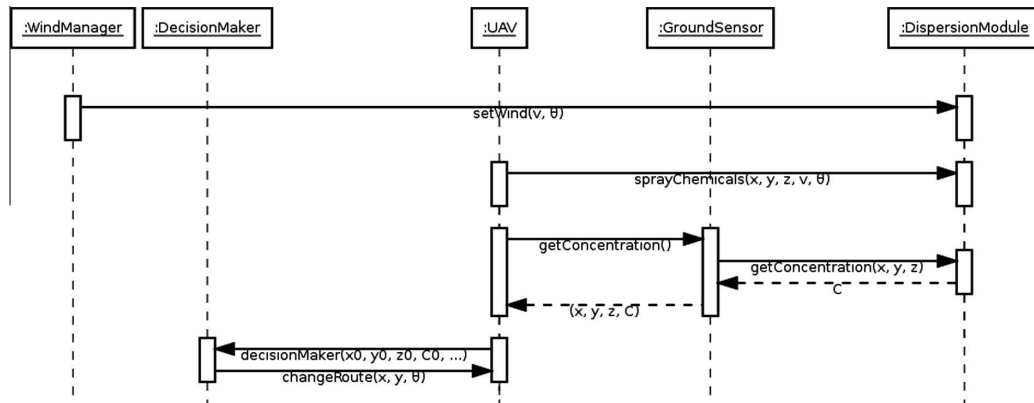 :WindManager
:DecisionMaker
:UAV
:GroundSensor
:DispersionModule
setWind(v, θ)
sprayChemicals(x, y, z, v, θ)
getConcentration()
getConcentration(x, y, z)
C
(x, y, z, C)
decisionMaker(x0, y0, z0, C0, ...)
changeRoute(x, y, θ)